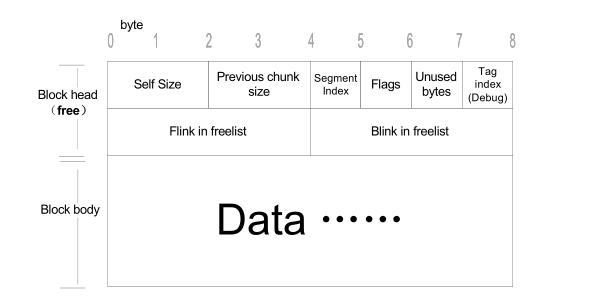 byte
0 1 2 3 4 5 6 7 8
Block head
（free）
Self Size
Previous chunk
size
Segment
Index
Flags
Unused
bytes
Tag
index
(Debug)
Flink in freelist
Blink in freelist
Block body
Data ······